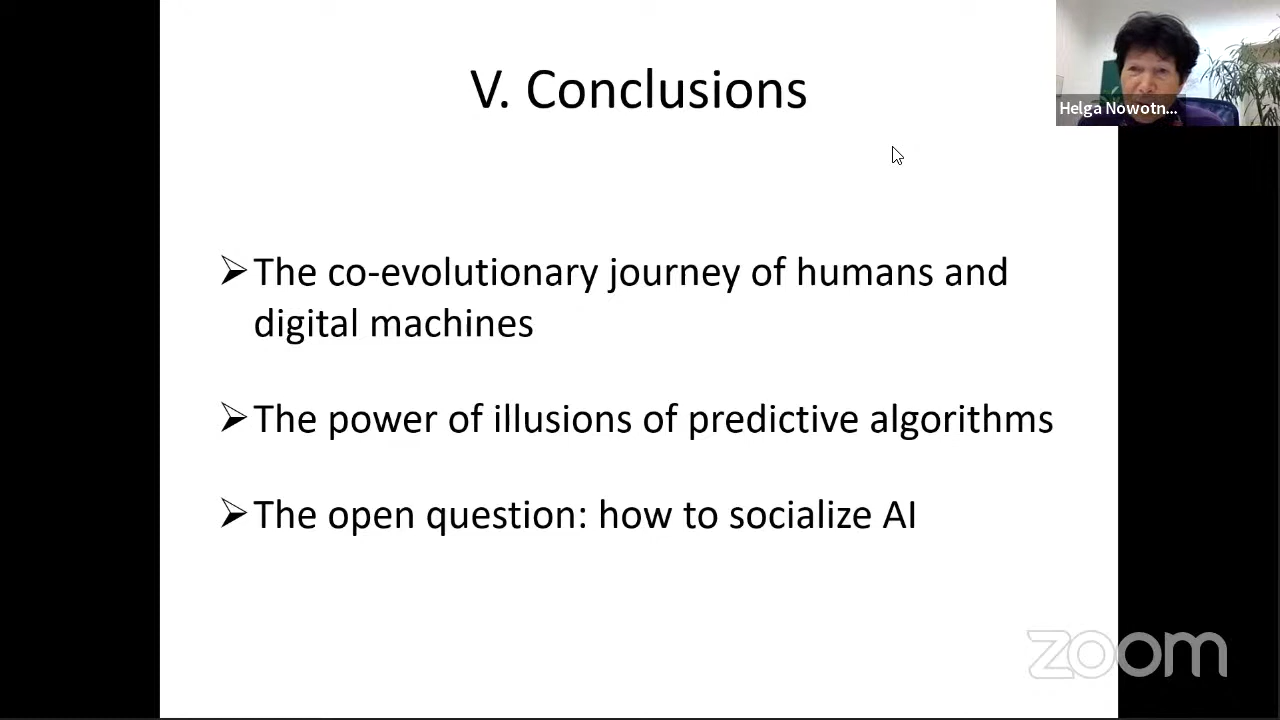 V. Conclusions
Helga Nowotn...
The co-evolutionary journey of humans and
digital machines
The power of illusions of predictive algorithms
The open question: how to socialize AI
zoom